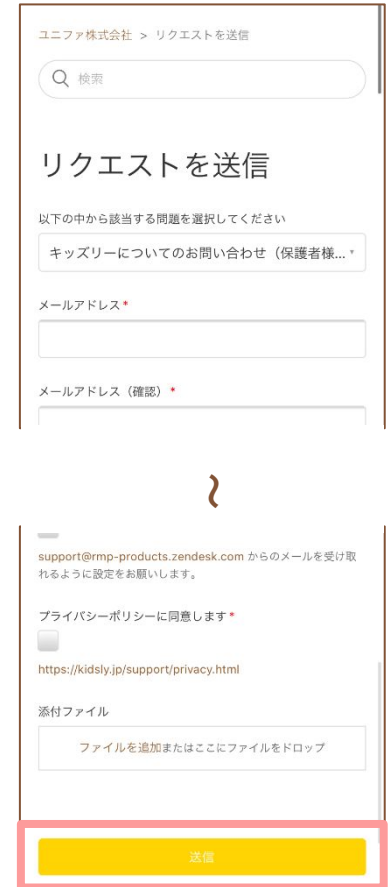 ユニファ株式会社 > リクエストを送信
検索
リクエストを送信
以下の中から該当する問題を選択してください
キッズリーについてのお問い合わせ（保護者様...
メールアドレス*
メールアドレス（確認）*
~
support@rmp-products.zendesk.com からのメールを受け取
れるように設定をお願いします。
プライバシーポリシーに同意します*
https://kidsly.jp/support/privacy.html
添付ファイル
ファイルを追加またはここにファイルをドロップ
送信